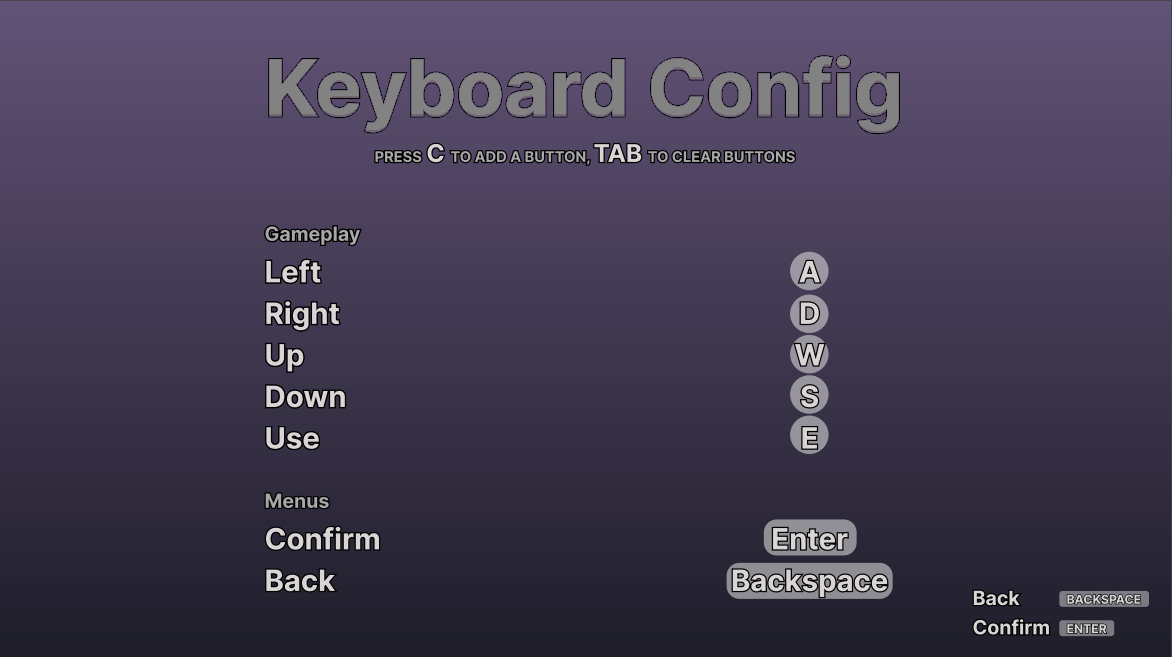 Keyboard Config
PRESS C TO ADD A BUTTON, TAB TO CLEAR BUTTONS
Gameplay
Left A
Right D
Up W
Down S
Use E
Menus
Confirm Enter
Back Backspace
Back BACKSPACE
Confirm ENTER